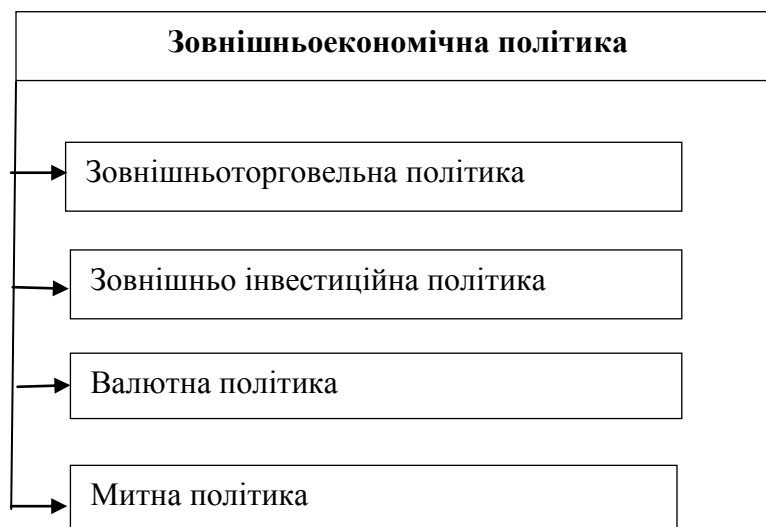 Зовнішньоекономічна політика
Зовнішньоторговельна політика
Зовнішньо інвестиційна політика
Валютна політика
Митна політика